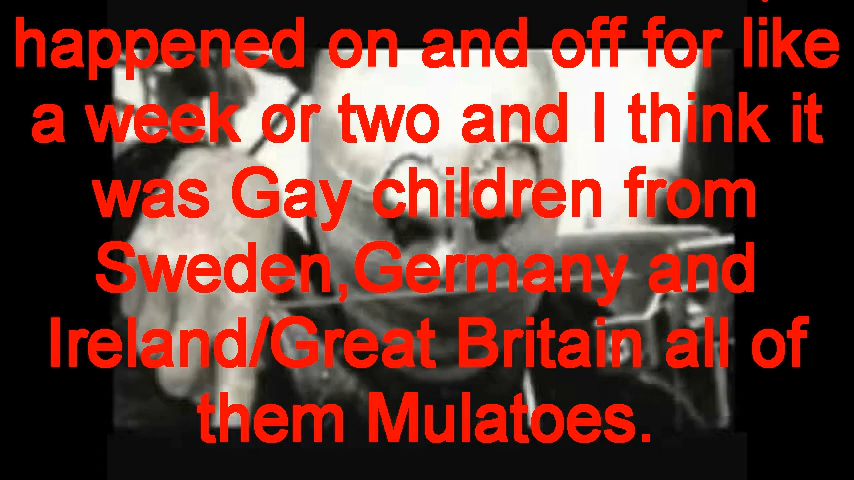 happened on and off for like
a week or two and I think it
was Gay children from
Sweden,Germany and
Ireland/Great Britain all of
them Mulatoes.